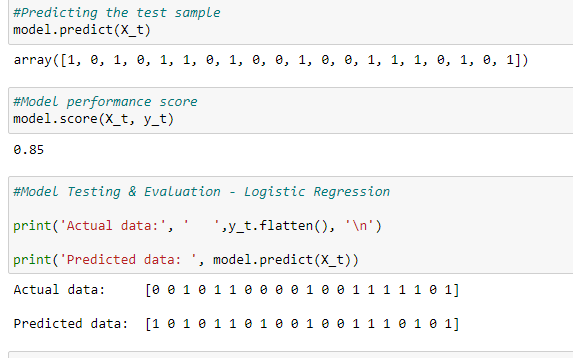 #Predicting the test sample
model.predict(X_t)
array([1, 0, 1, 0, 1, 1, 0, 1, 0, 0, 1, 0, 0, 1, 1, 1, 0, 1, 0, 1])
#Model performance score
model.score(X_t, y_t)
0.85
#Model Testing & Evaluation - Logistic Regression
print('Actual data:', '   ',y_t.flatten(), '\n')
print('Predicted data: ', model.predict(X_t))
Actual data:     [0 0 1 0 1 1 0 0 0 0 1 0 0 1 1 1 1 1 0 1]
Predicted data:  [1 0 1 0 1 1 0 1 0 0 1 0 0 1 1 1 0 1 0 1]